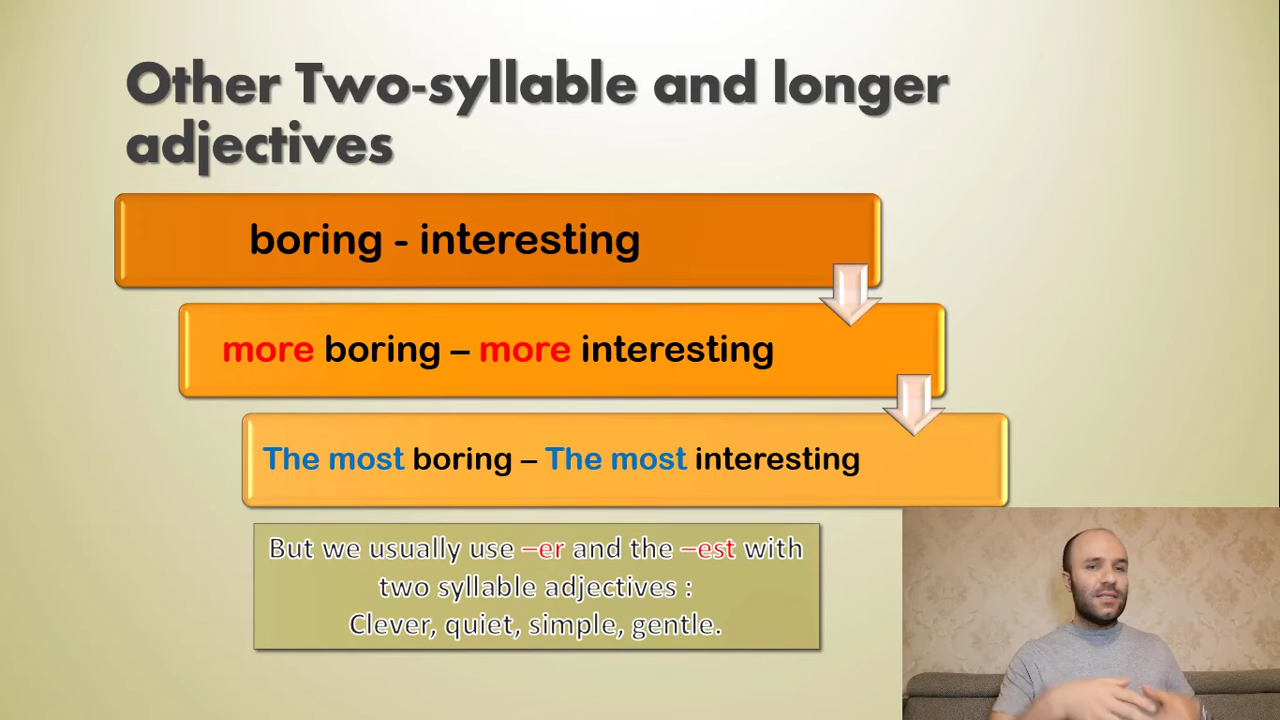 Other Two-syllable and longer
adjectives
boring - interesting
more boring – more interesting
The most boring – The most interesting
But we usually use –er and the –est with
two syllable adjectives :
Clever, quiet, simple, gentle.